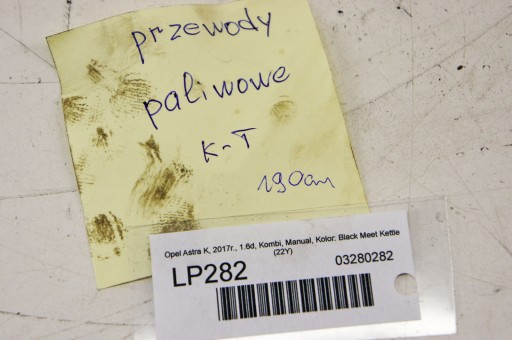 przewody
paliwowe
K-T
190cm
Opel Astra K, 2017r., 1.6d, Kombi, Manual, Kolor: Black Meet Kettle
(22Y)
LP282
03280282